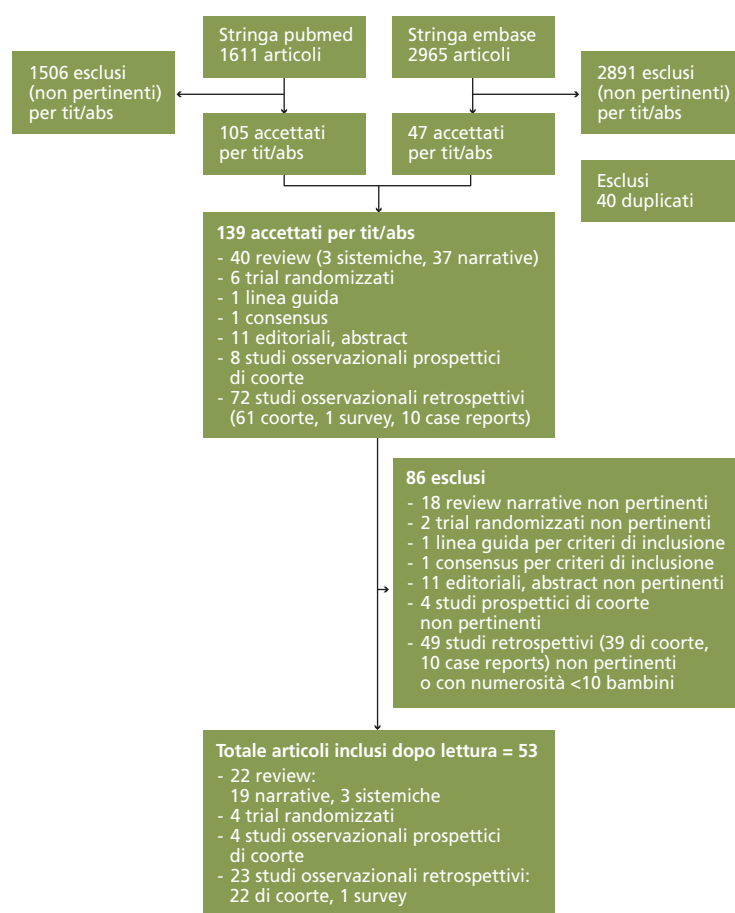 Stringa pubmed
1611 articoli
Stringa embase
2965 articoli
1506 esclusi
(non pertinenti)
per tit/abs
2891 esclusi
(non pertinenti)
per tit/abs
105 accettati
per tit/abs
47 accettati
per tit/abs
Esclusi
40 duplicati
139 accettati per tit/abs
- 40 review (3 sistemiche, 37 narrative)
- 6 trial randomizzati
- 1 linea guida
- 1 consensus
- 11 editoriali, abstract
- 8 studi osservazionali prospettici
di coorte
- 72 studi osservazionali retrospettivi
(61 coorte, 1 survey, 10 case reports)
86 esclusi
- 18 review narrative non pertinenti
- 2 trial randomizzati non pertinenti
- 1 linea guida per criteri di inclusione
- 1 consensus per criteri di inclusione
- 11 editoriali, abstract non pertinenti
- 4 studi prospettici di coorte
non pertinenti
- 49 studi retrospettivi (39 di coorte,
10 case reports) non pertinenti
o con numerosità <10 bambini
Totale articoli inclusi dopo lettura = 53
- 22 review:
19 narrative, 3 sistemiche
- 4 trial randomizzati
- 4 studi osservazionali prospettici
di coorte
- 23 studi osservazionali retrospettivi:
22 di coorte, 1 survey